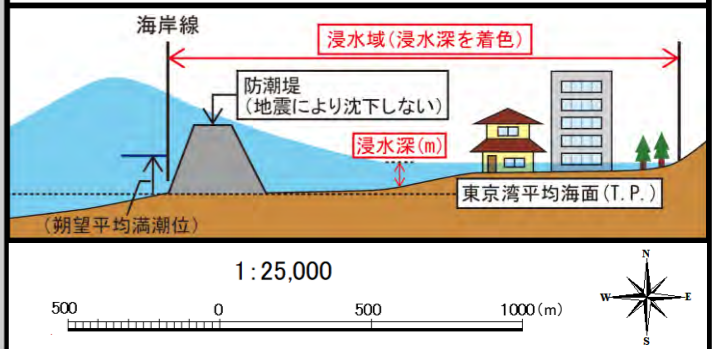 海岸線
浸水域(浸水深を着色)
防潮堤
(地震により沈下しない)
浸水深(m)
東京湾平均海面(T.P.)
(朔望平均満潮位)
1:25,000
500 0 500 1000(m)
N
W E
S